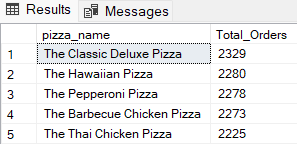 Results Messages
pizza_name Total_Orders
1 The Classic Deluxe Pizza 2329
2 The Hawaiian Pizza 2280
3 The Pepperoni Pizza 2278
4 The Barbecue Chicken Pizza 2273
5 The Thai Chicken Pizza 2225